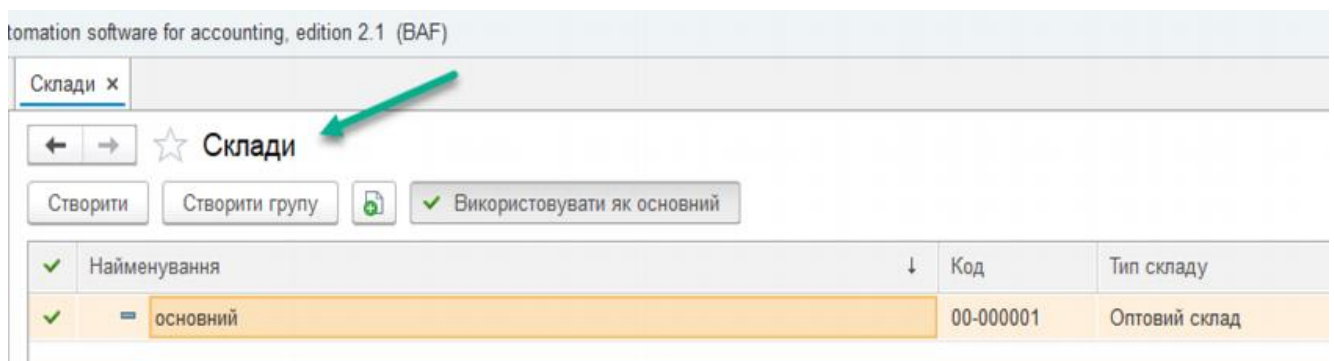 tomation software for accounting, edition 2.1 (BAF)
Склади ×
Склади
Створити Створити групу Використовувати як основний
Найменування ↓ Код Тип складу
основний 00-000001 Оптовий склад